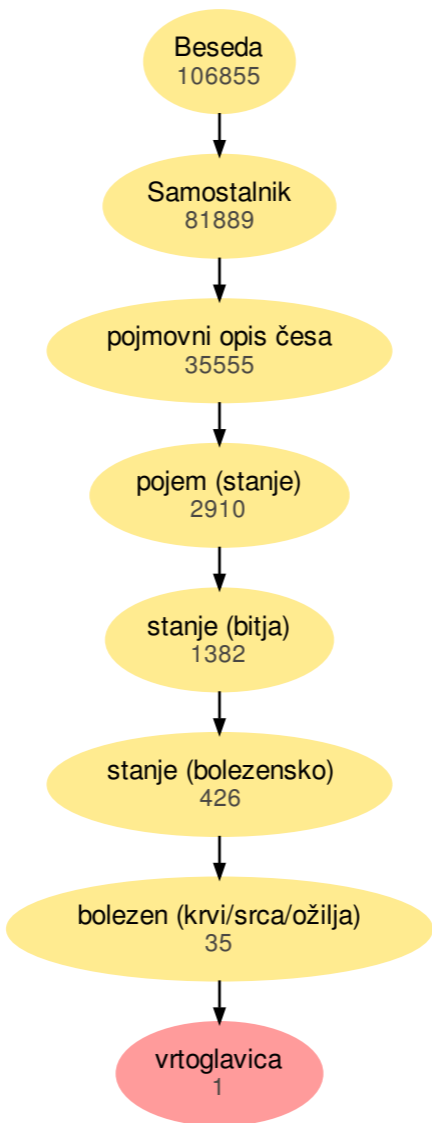 Beseda
106855
Samostalnik
81889
pojmovni opis česa
35555
pojem (stanje)
2910
stanje (bitja)
1382
stanje (bolezensko)
426
bolezen (krvi/srca/ožilja)
35
vrtoglavica
1